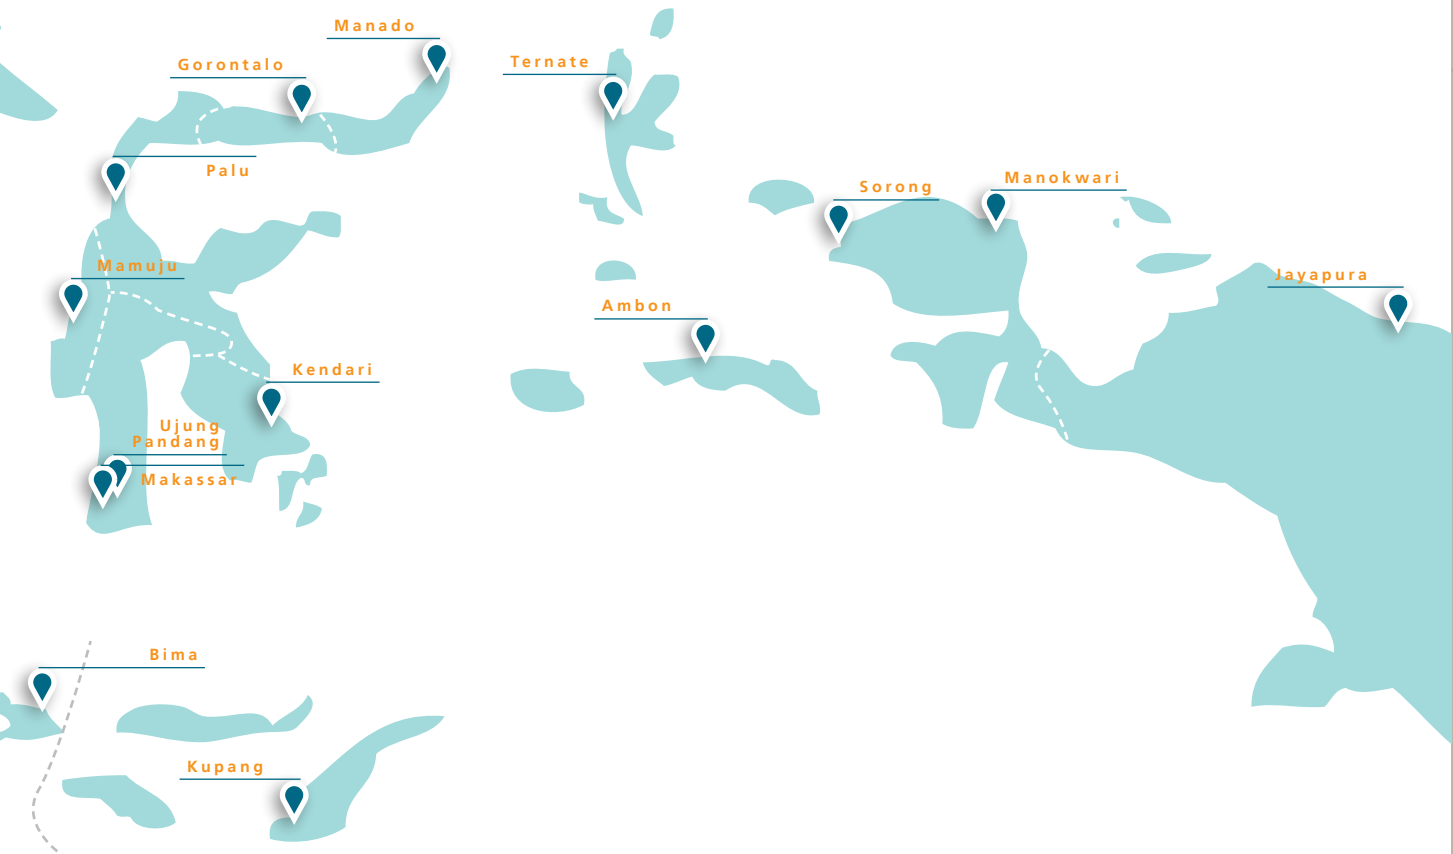 Manado
Gorontalo
Ternate
Palu
Manokwari
Sorong
Mamuju
Jayapura
Ambon
Kendari
Ujung
Pandang
Makassar
Bima
Kupang